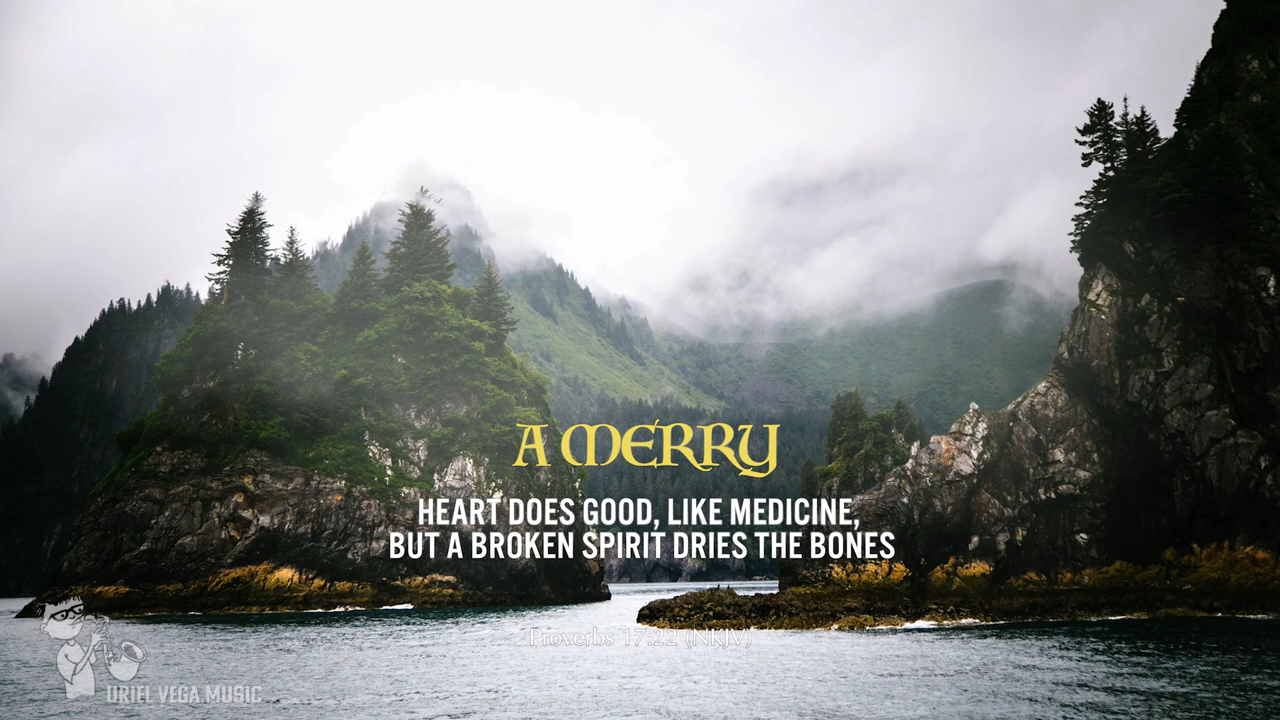 A MERRY
HEART DOES GOOD, LIKE MEDICINE,
BUT A BROKEN SPIRIT DRIES THE BONES
Proverbs 17:22 (NKJV)
URIEL VEGA MUSIC